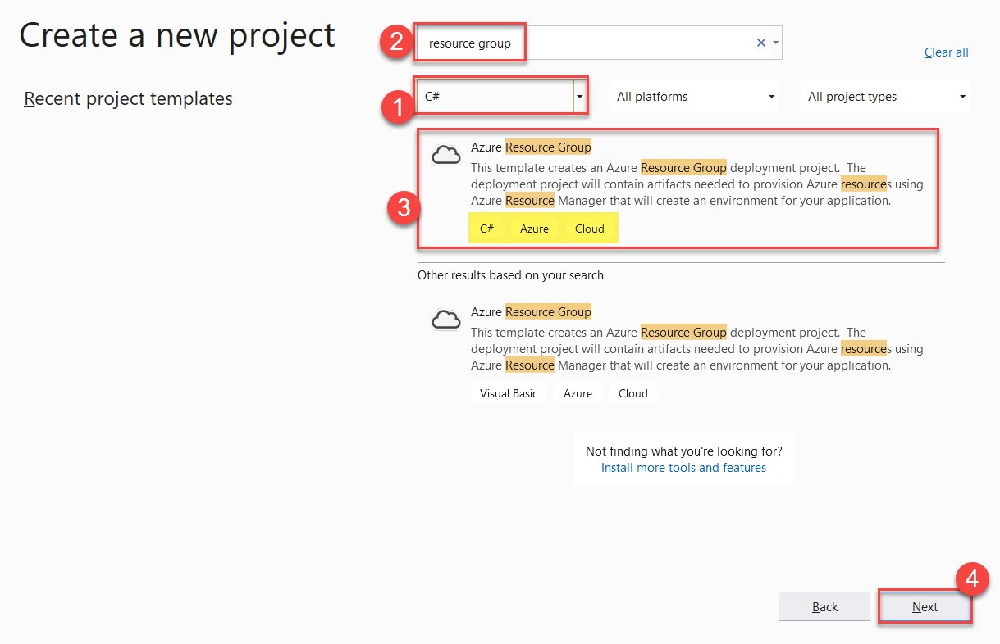 Create a new project
2
resource group
Clear all
Recent project templates
1
C#
All platforms
All project types
3
Azure Resource Group
This template creates an Azure Resource Group deployment project.  The
deployment project will contain artifacts needed to provision Azure resources using
Azure Resource Manager that will create an environment for your application.
C# Azure Cloud
Other results based on your search
Azure Resource Group
This template creates an Azure Resource Group deployment project.  The
deployment project will contain artifacts needed to provision Azure resources using
Azure Resource Manager that will create an environment for your application.
Visual Basic Azure Cloud
Not finding what you're looking for?
Install more tools and features
4
Back
Next